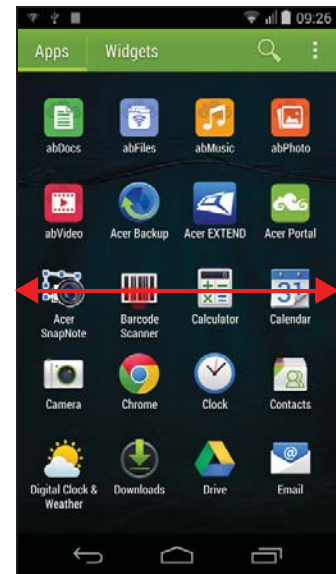 09:26
Apps Widgets
abDocs abFiles abMusic abPhoto
abVideo Acer Backup Acer EXTEND Acer Portal
31
Acer SnapNote Barcode Scanner Calculator Calendar
Camera Chrome Clock Contacts
@
Digital Clock & Weather Downloads Drive Email